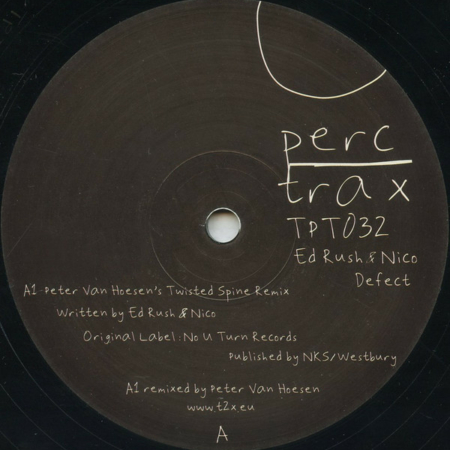 perc
trax
TPT032
Ed Rush & Nico
Defect
A1 Peter Van Hoesen's Twisted Spine Remix
Written by Ed Rush & Nico
Original Label: No U Turn Records
Published by NKS/Westbury
A1 remixed by Peter Van Hoesen
www.t2x.eu
A